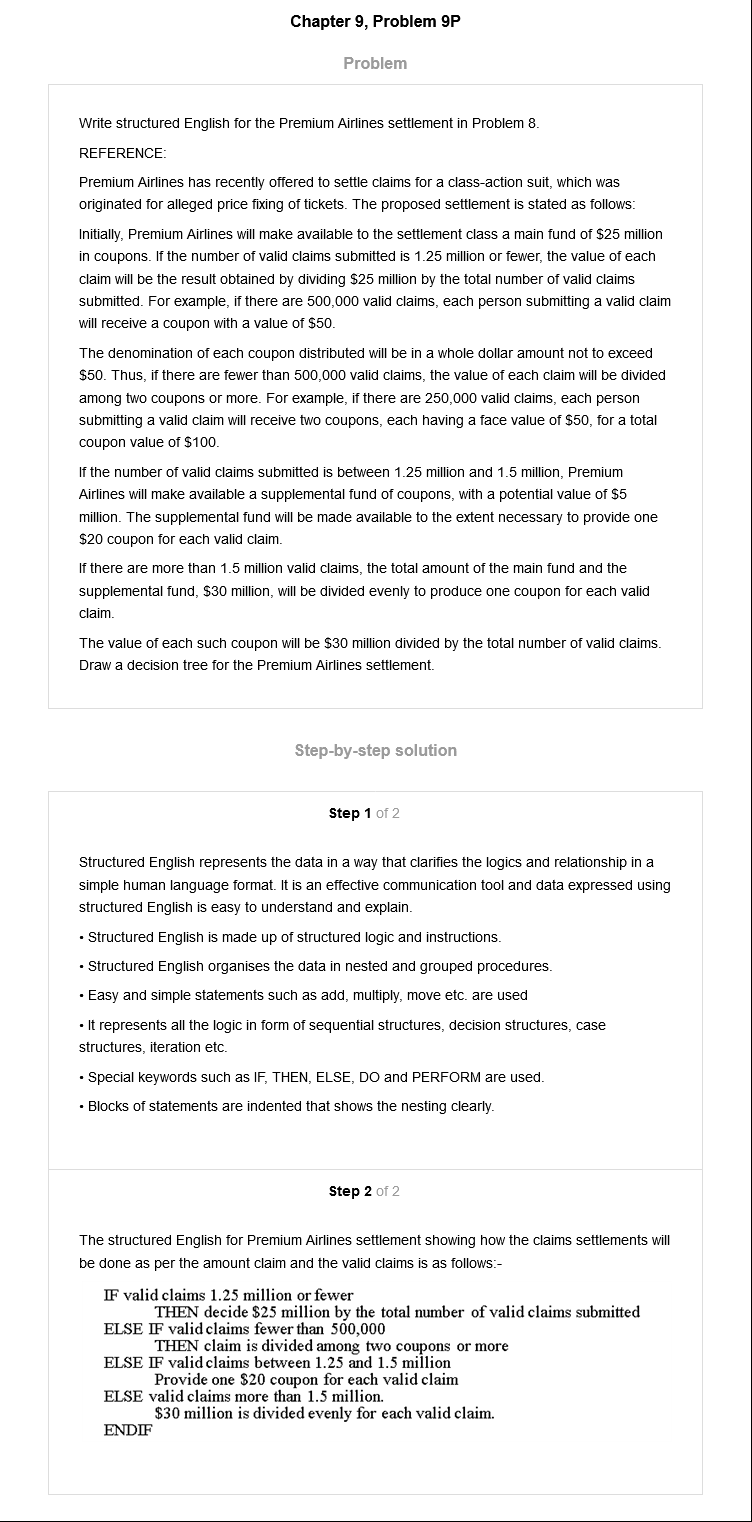 Chapter 9, Problem 9P
Problem
Write structured English for the Premium Airlines settlement in Problem 8.
REFERENCE:
Premium Airlines has recently offered to settle claims for a class-action suit, which was
originated for alleged price fixing of tickets. The proposed settlement is stated as follows:
Initially, Premium Airlines will make available to the settlement class a main fund of $25 million
in coupons. If the number of valid claims submitted is 1.25 million or fewer, the value of each
claim will be the result obtained by dividing $25 million by the total number of valid claims
submitted. For example, if there are 500,000 valid claims, each person submitting a valid claim
will receive a coupon with a value of $50.
The denomination of each coupon distributed will be in a whole dollar amount not to exceed
$50. Thus, if there are fewer than 500,000 valid claims, the value of each claim will be divided
among two coupons or more. For example, if there are 250,000 valid claims, each person
submitting a valid claim will receive two coupons, each having a face value of $50, for a total
coupon value of $100.
If the number of valid claims submitted is between 1.25 million and 1.5 million, Premium
Airlines will make available a supplemental fund of coupons, with a potential value of $5
million. The supplemental fund will be made available to the extent necessary to provide one
$20 coupon for each valid claim.
If there are more than 1.5 million valid claims, the total amount of the main fund and the
supplemental fund, $30 million, will be divided evenly to produce one coupon for each valid
claim.
The value of each such coupon will be $30 million divided by the total number of valid claims.
Draw a decision tree for the Premium Airlines settlement.
Step-by-step solution
Step 1 of 2
Structured English represents the data in a way that clarifies the logics and relationship in a
simple human language format. It is an effective communication tool and data expressed using
structured English is easy to understand and explain.
• Structured English is made up of structured logic and instructions.
• Structured English organises the data in nested and grouped procedures.
• Easy and simple statements such as add, multiply, move etc. are used
• It represents all the logic in form of sequential structures, decision structures, case
structures, iteration etc.
• Special keywords such as IF, THEN, ELSE, DO and PERFORM are used.
• Blocks of statements are indented that shows the nesting clearly.
Step 2 of 2
The structured English for Premium Airlines settlement showing how the claims settlements will
be done as per the amount claim and the valid claims is as follows:-
IF valid claims 1.25 million or fewer
THEN decide $25 million by the total number of valid claims submitted
ELSE IF valid claims fewer than 500,000
THEN claim is divided among two coupons or more
ELSE IF valid claims between 1.25 and 1.5 million
Provide one $20 coupon for each valid claim
ELSE valid claims more than 1.5 million.
$30 million is divided evenly for each valid claim.
ENDIF